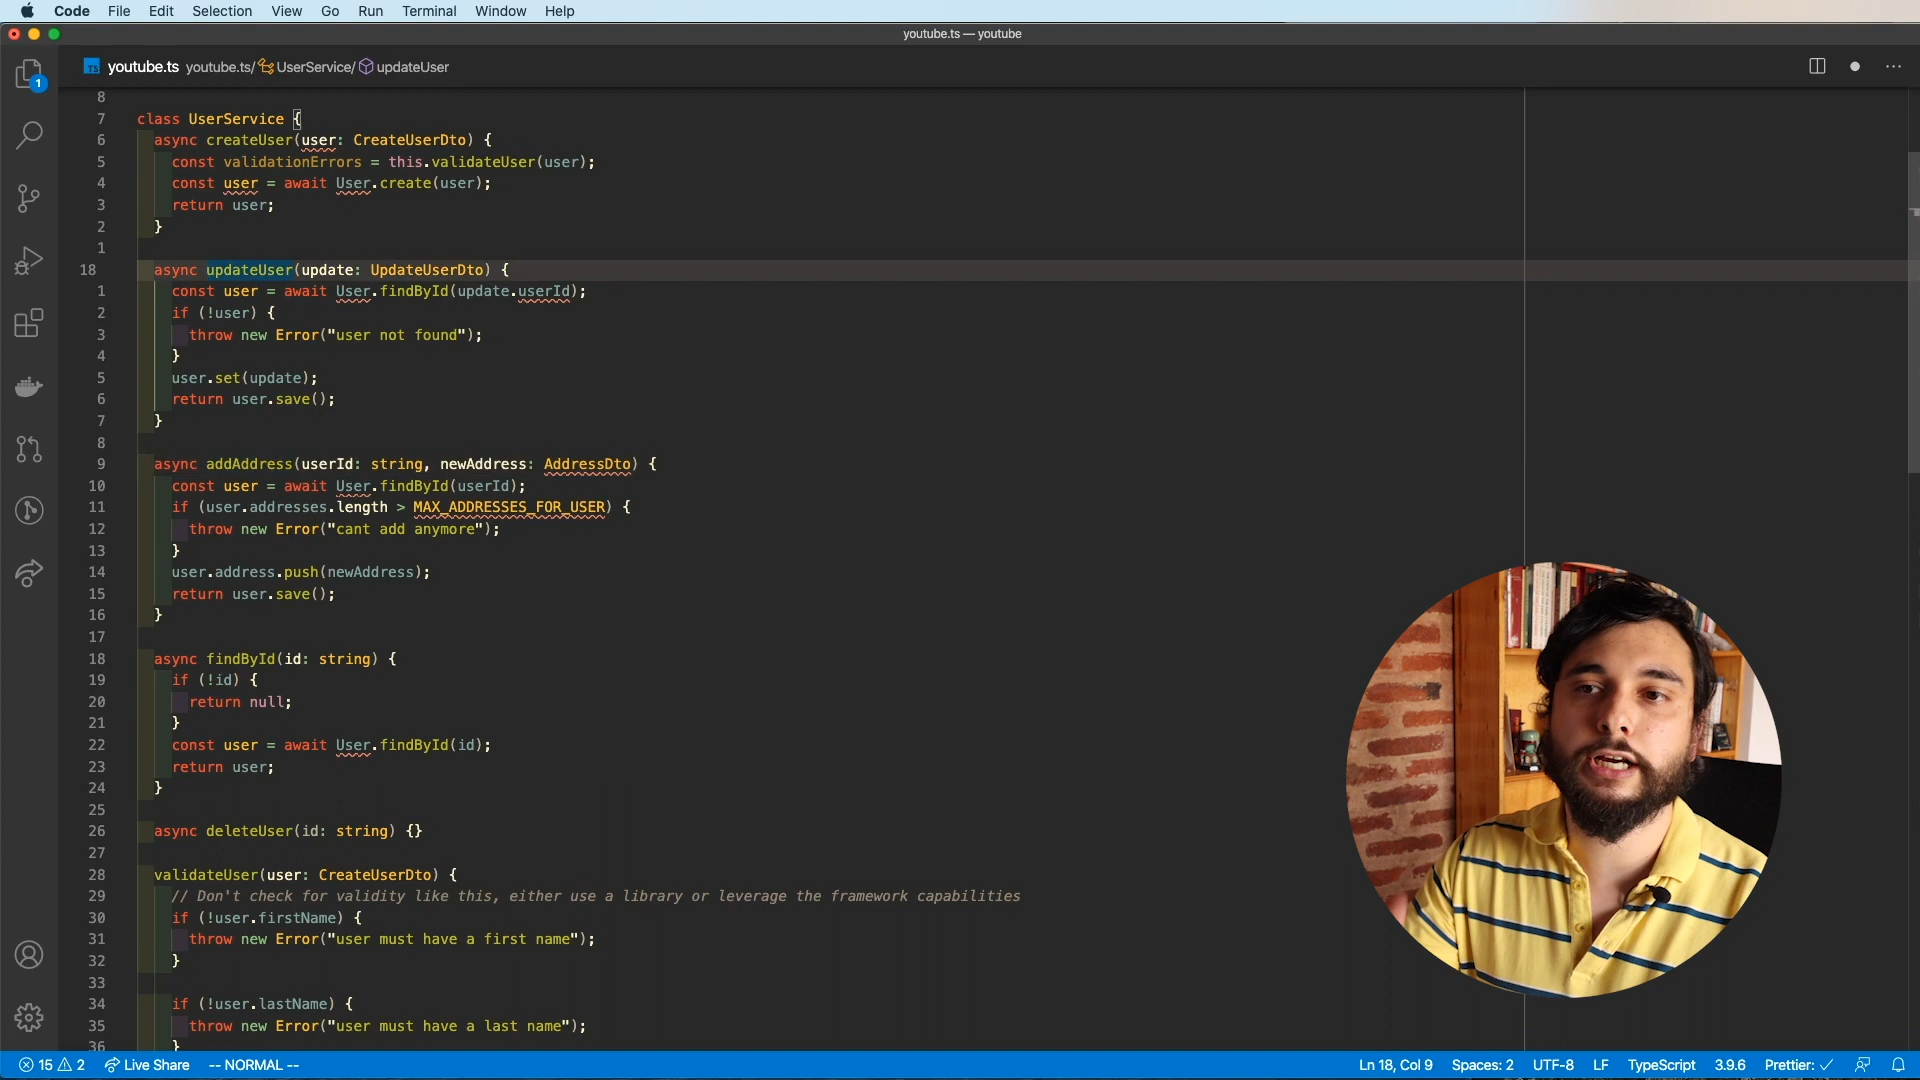 Code File Edit Selection View Go Run Terminal Window Help
youtube.ts — youtube
TS youtube.ts youtube.ts/ UserService/ updateUser
1
8
7 class UserService {
6 async createUser(user: CreateUserDto) {
5 const validationErrors = this.validateUser(user);
4 const user = await User.create(user);
3 return user;
2 }
1
18 async updateUser(update: UpdateUserDto) {
1 const user = await User.findById(update.userId);
2 if (!user) {
3 throw new Error("user not found");
4 }
5 user.set(update);
6 return user.save();
7 }
8
9 async addAddress(userId: string, newAddress: AddressDto) {
10 const user = await User.findById(userId);
11 if (user.addresses.length > MAX_ADDRESSES_FOR_USER) {
12 throw new Error("cant add anymore");
13 }
14 user.address.push(newAddress);
15 return user.save();
16 }
17
18 async findById(id: string) {
19 if (!id) {
20 return null;
21 }
22 const user = await User.findById(id);
23 return user;
24 }
25
26 async deleteUser(id: string) {}
27
28 validateUser(user: CreateUserDto) {
29 // Don't check for validity like this, either use a library or leverage the framework capabilities
30 if (!user.firstName) {
31 throw new Error("user must have a first name");
32 }
33
34 if (!user.lastName) {
35 throw new Error("user must have a last name");
36 }
15 2 Live Share -- NORMAL -- Ln 18, Col 9 Spaces: 2 UTF-8 LF TypeScript 3.9.6 Prettier: ✓